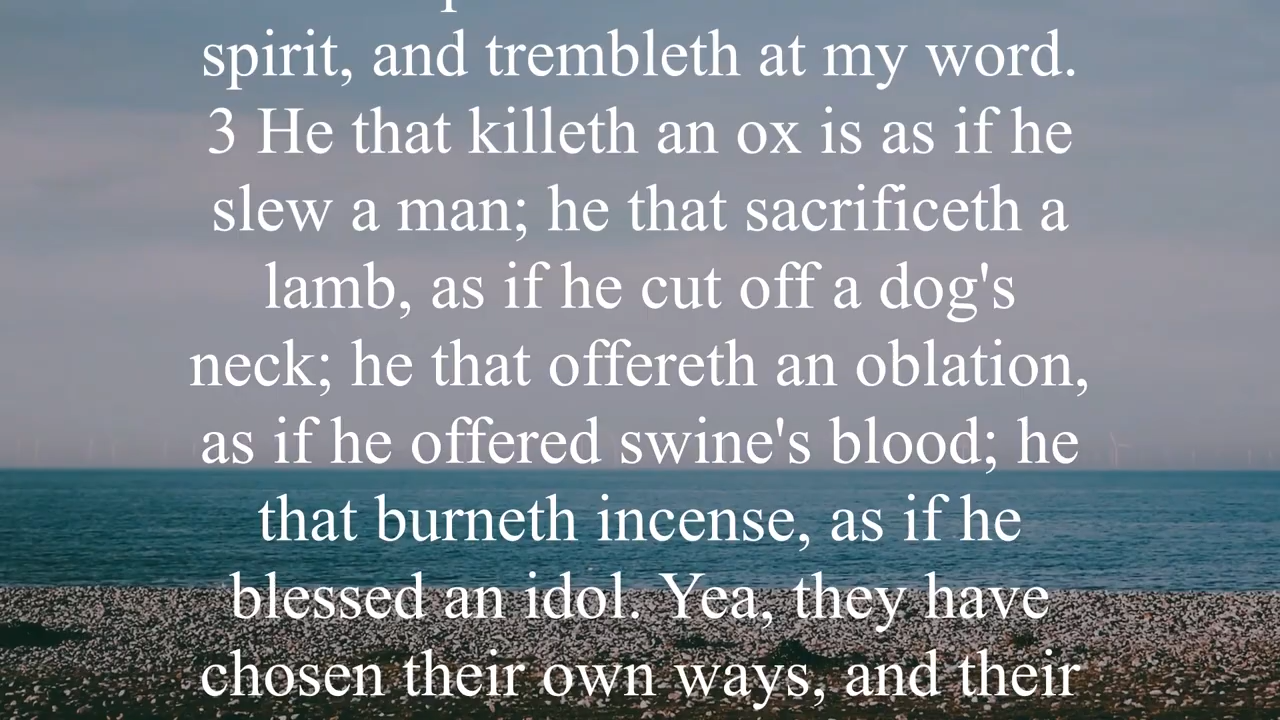 spirit, and trembleth at my word.
3 He that killeth an ox is as if he
slew a man; he that sacrificeth a
lamb, as if he cut off a dog's
neck; he that offereth an oblation,
as if he offered swine's blood; he
that burneth incense, as if he
blessed an idol. Yea, they have
chosen their own ways, and their